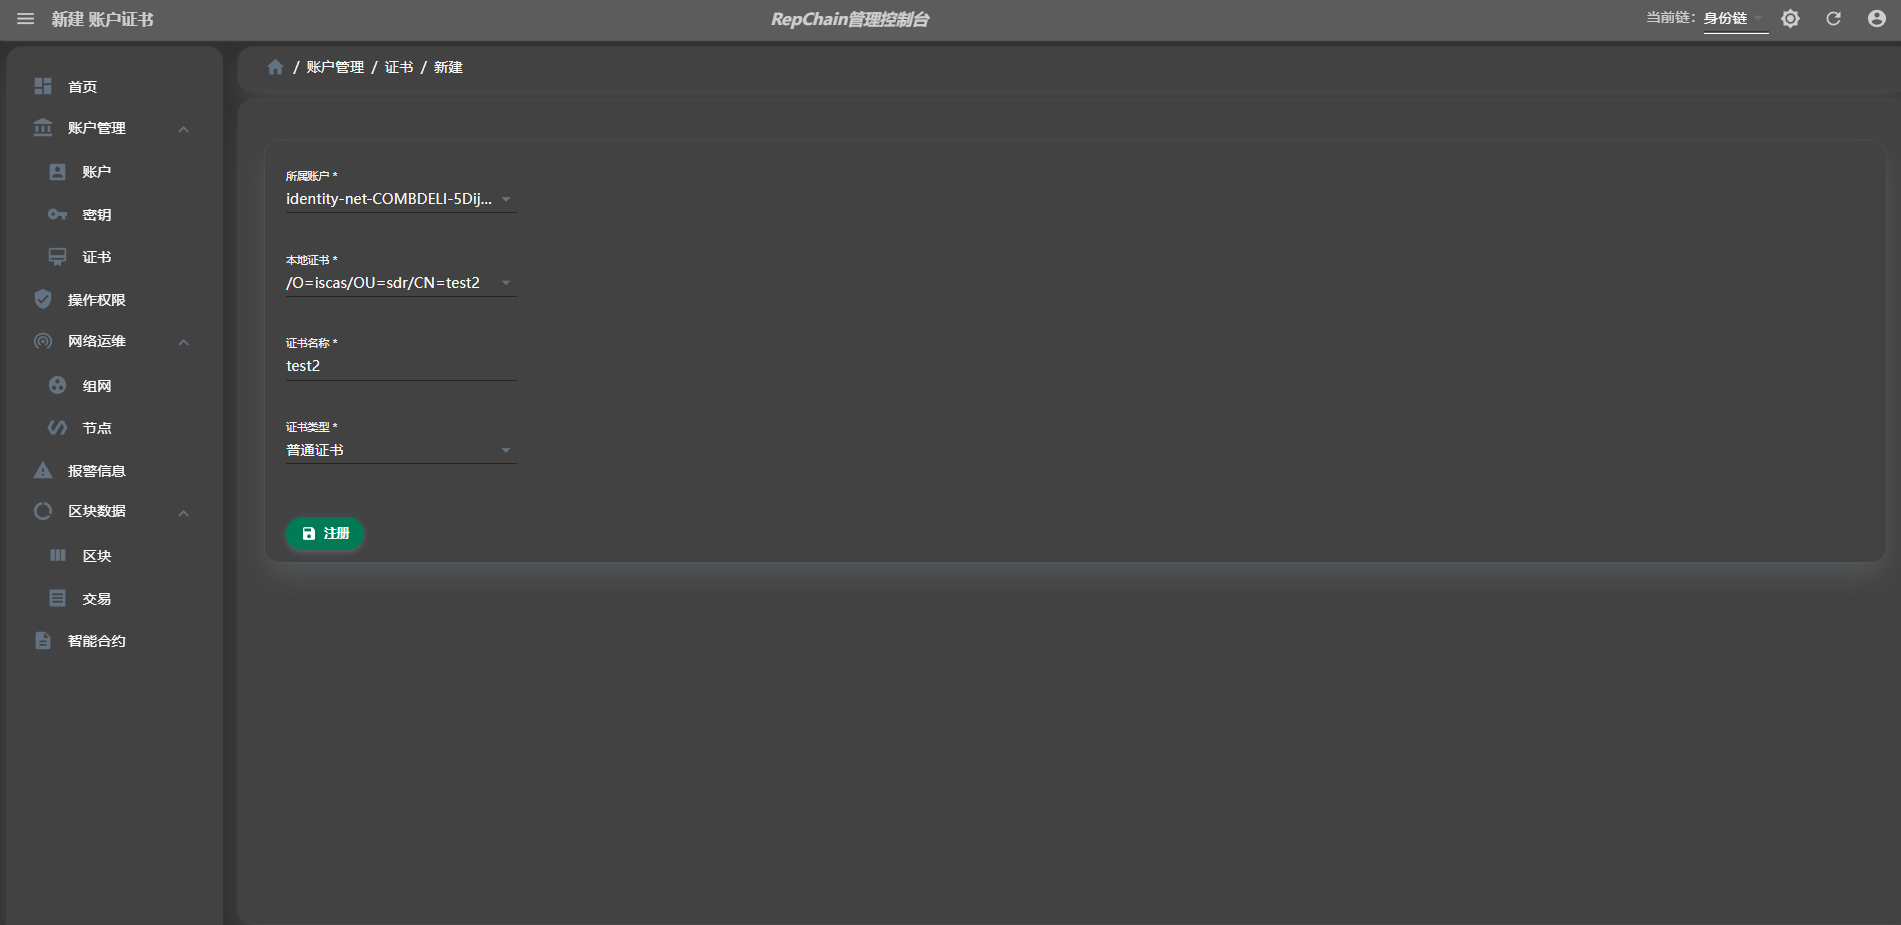 新建 账户证书
RepChain管理控制台
当前链：
身份链
首页
账户管理
账户
密钥
证书
操作权限
网络运维
组网
节点
报警信息
区块数据
区块
交易
智能合约
/ 账户管理 / 证书 / 新建
所属账户 *
identity-net-COMBDELI-5Dij...
本地证书 *
/O=iscas/OU=sdr/CN=test2
证书名称 *
test2
证书类型 *
普通证书
注册